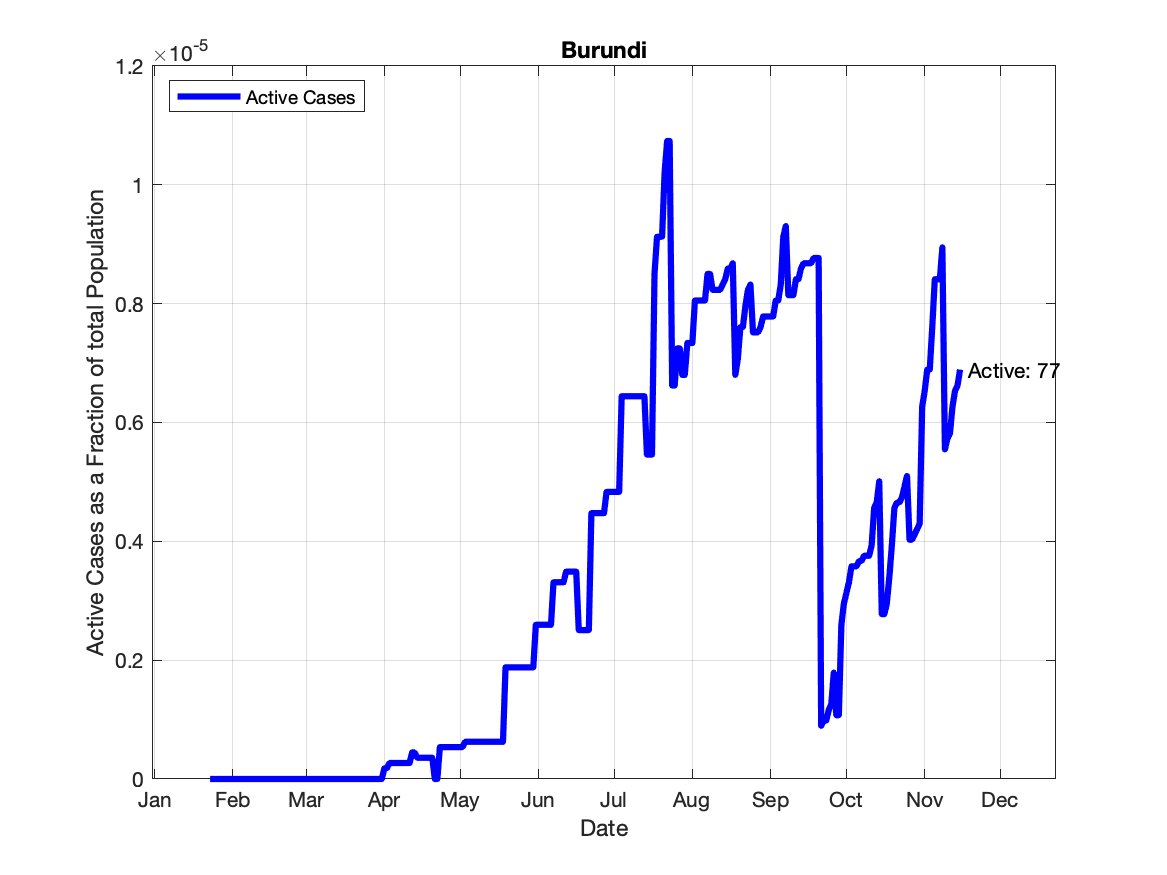 Burundi
×10-5
Active Cases
1.2
1
0.8
0.6
0.4
0.2
0
Active Cases as a Fraction of total Population
Active: 77
Jan Feb Mar Apr May Jun Jul Aug Sep Oct Nov Dec
Date